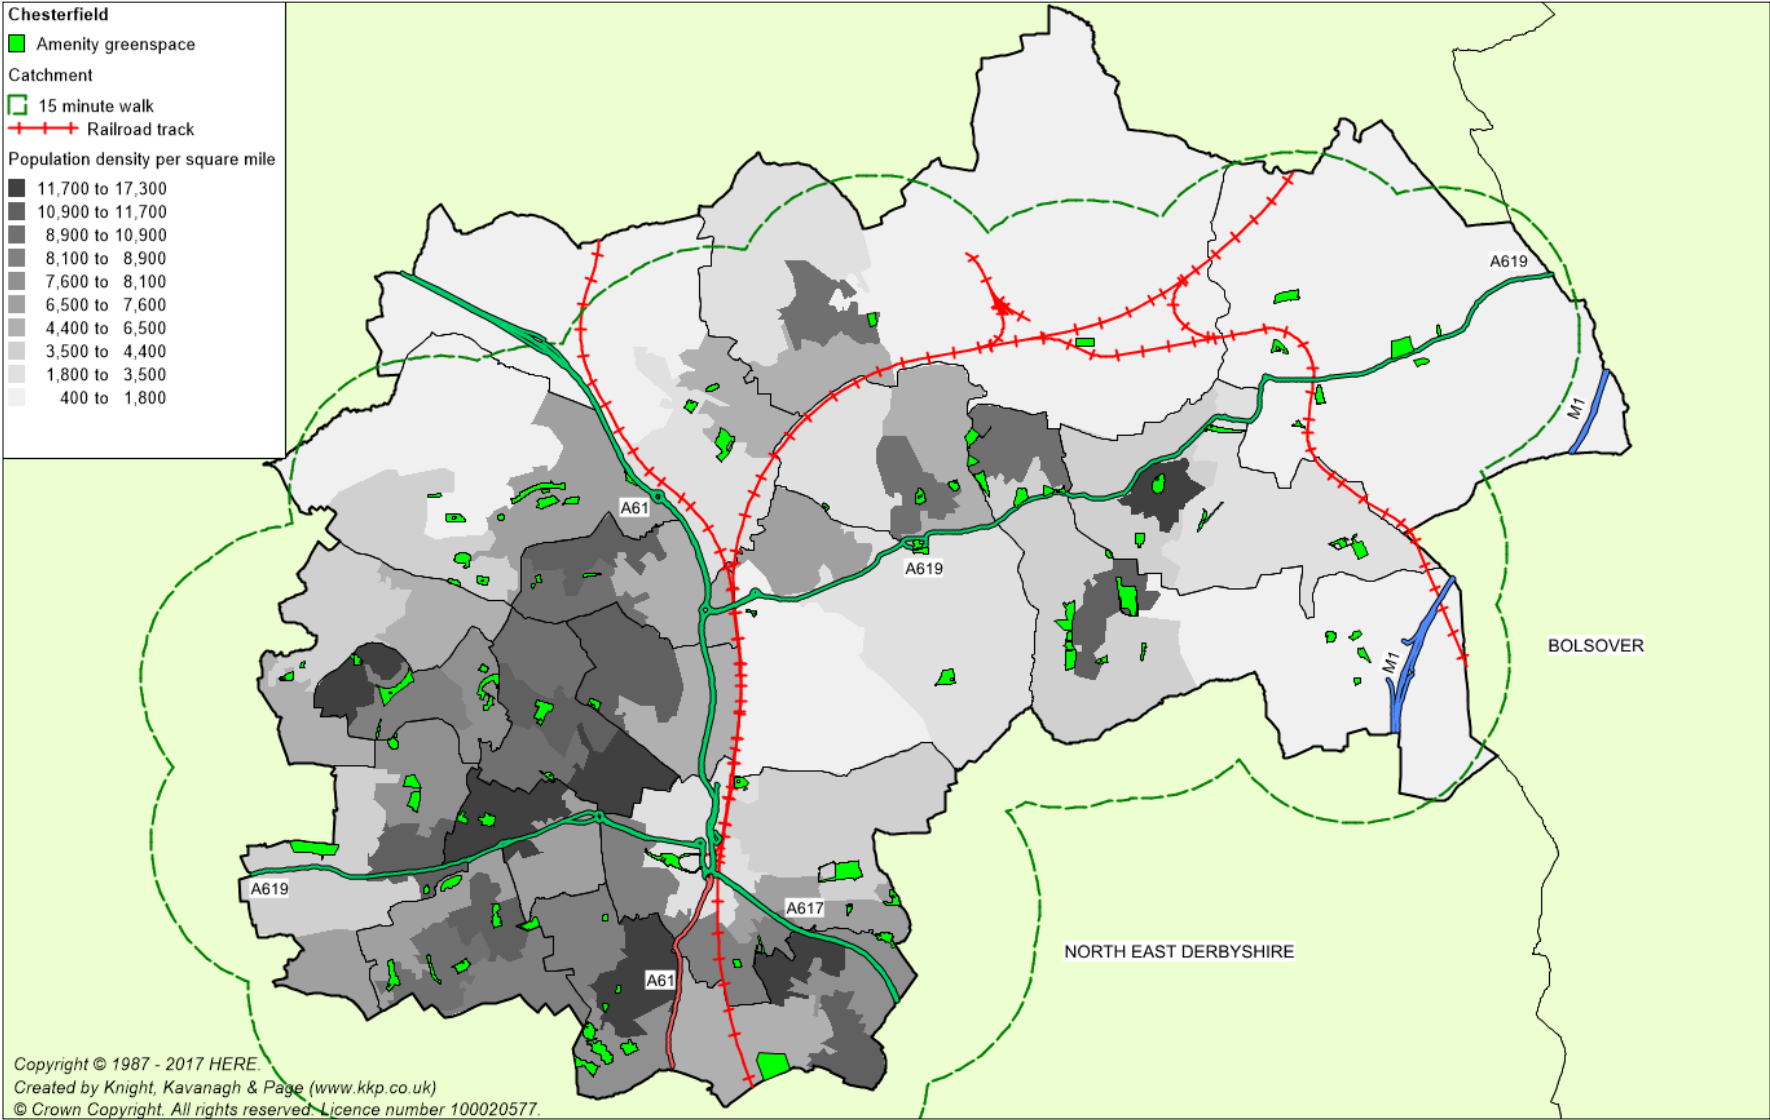 Chesterfield
Amenity greenspace
Catchment
15 minute walk
Railroad track
Population density per square mile
11,700 to 17,300
10,900 to 11,700
8,900 to 10,900
8,100 to 8,900
7,600 to 8,100
6,500 to 7,600
4,400 to 6,500
3,500 to 4,400
1,800 to 3,500
400 to 1,800
A619
M1
A61
A619
BOLSOVER
M1
A619
A617
NORTH EAST DERBYSHIRE
A61
Copyright © 1987 - 2017 HERE.
Created by Knight, Kavanagh & Page (www.kkp.co.uk)
© Crown Copyright. All rights reserved. Licence number 100020577.